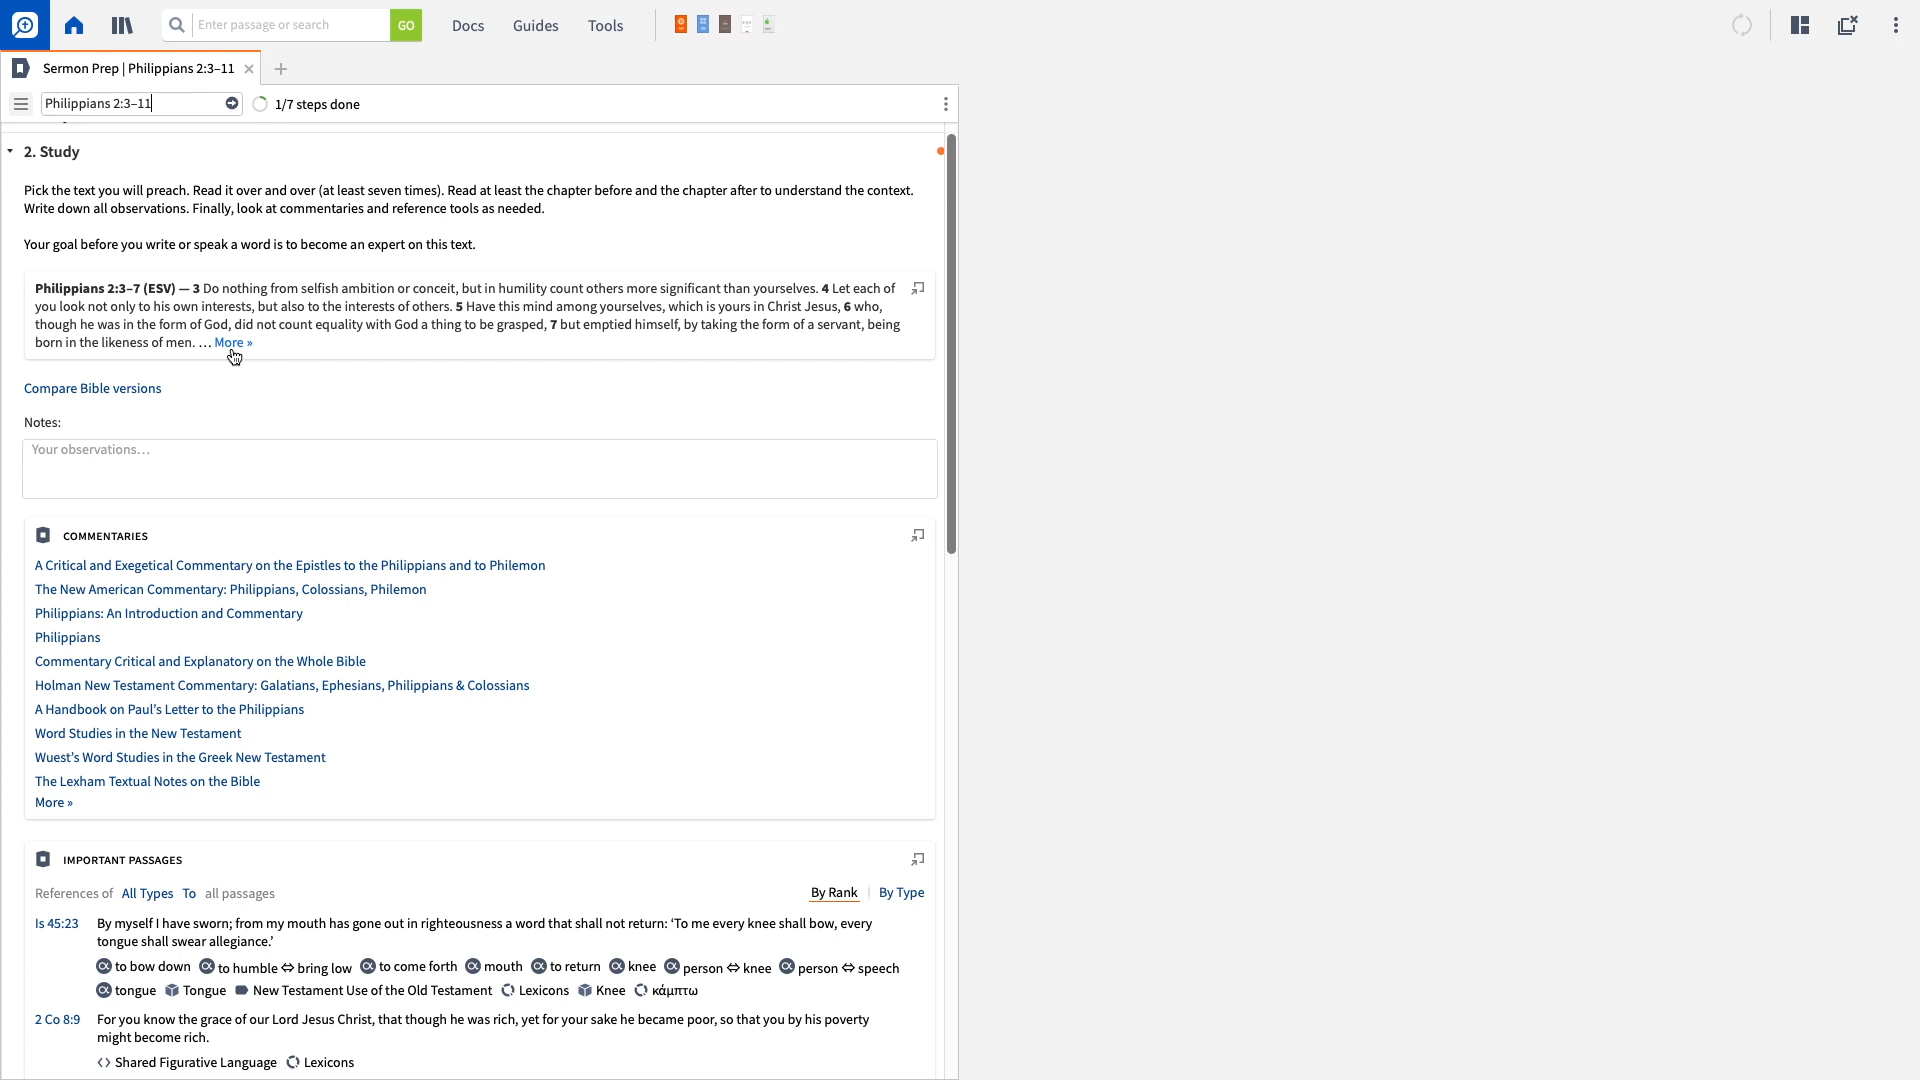 Enter passage or search
GO
Docs
Guides
Tools
Sermon Prep | Philippians 2:3–11
Philippians 2:3–11
1/7 steps done
2. Study
Pick the text you will preach. Read it over and over (at least seven times). Read at least the chapter before and the chapter after to understand the context.
Write down all observations. Finally, look at commentaries and reference tools as needed.
Your goal before you write or speak a word is to become an expert on this text.
Philippians 2:3–7 (ESV) — 3 Do nothing from selfish ambition or conceit, but in humility count others more significant than yourselves. 4 Let each of
you look not only to his own interests, but also to the interests of others. 5 Have this mind among yourselves, which is yours in Christ Jesus, 6 who,
though he was in the form of God, did not count equality with God a thing to be grasped, 7 but emptied himself, by taking the form of a servant, being
born in the likeness of men. … More »
Compare Bible versions
Notes:
Your observations…
COMMENTARIES
A Critical and Exegetical Commentary on the Epistles to the Philippians and to Philemon
The New American Commentary: Philippians, Colossians, Philemon
Philippians: An Introduction and Commentary
Philippians
Commentary Critical and Explanatory on the Whole Bible
Holman New Testament Commentary: Galatians, Ephesians, Philippians & Colossians
A Handbook on Paul’s Letter to the Philippians
Word Studies in the New Testament
Wuest’s Word Studies in the Greek New Testament
The Lexham Textual Notes on the Bible
More »
IMPORTANT PASSAGES
References of All Types To all passages
By Rank
By Type
Is 45:23 By myself I have sworn; from my mouth has gone out in righteousness a word that shall not return: ‘To me every knee shall bow, every
tongue shall swear allegiance.’
to bow down to humble ⇔ bring low to come forth mouth to return knee person ⇔ knee person ⇔ speech
tongue Tongue New Testament Use of the Old Testament Lexicons Knee κάμπτω
2 Co 8:9 For you know the grace of our Lord Jesus Christ, that though he was rich, yet for your sake he became poor, so that you by his poverty
might become rich.
Shared Figurative Language Lexicons